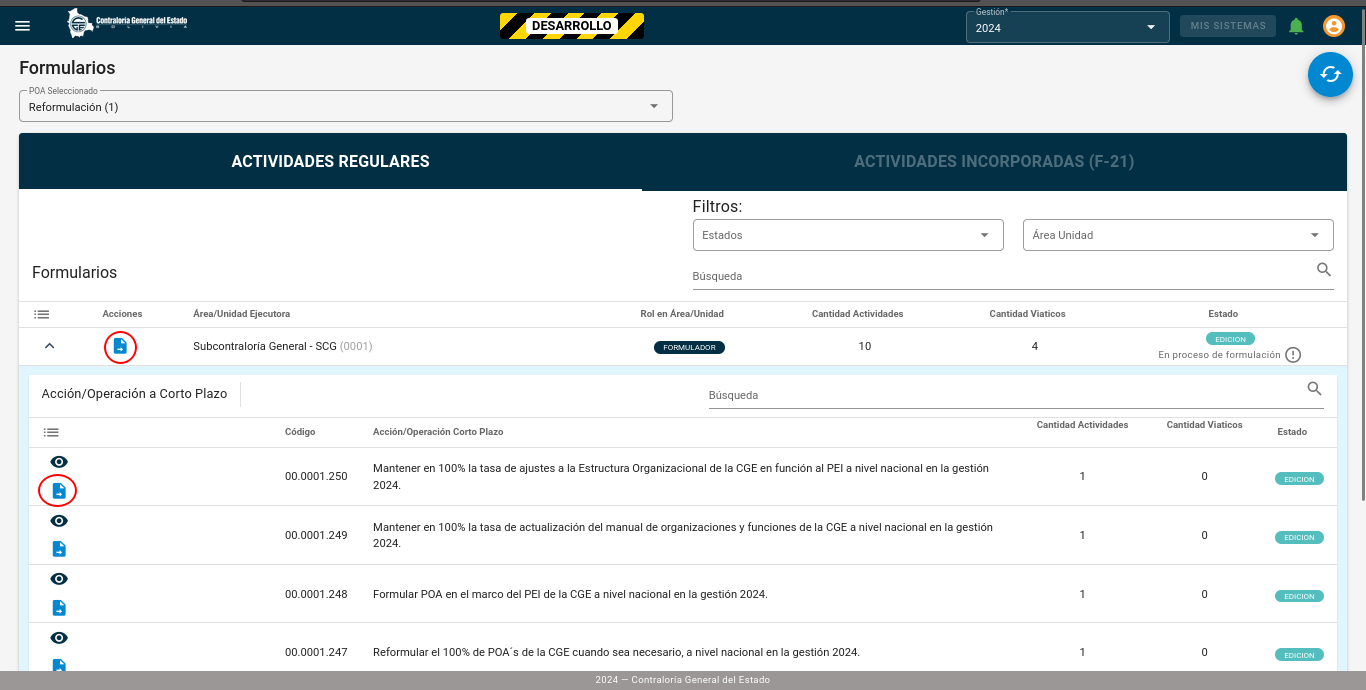 Contraloría General del Estado
B O L I V I A
DESARROLLO
Gestión*
2024
MIS SISTEMAS
Formularios
POA Seleccionado
Reformulación (1)
ACTIVIDADES REGULARES
ACTIVIDADES INCORPORADAS (F-21)
Filtros:
Estados
Área Unidad
Formularios
Búsqueda
Acciones
Área/Unidad Ejecutora
Rol en Área/Unidad
Cantidad Actividades
Cantidad Viaticos
Estado
Subcontraloría General - SCG (0001)
FORMULADOR
10
4
EDICION
En proceso de formulación
Acción/Operación a Corto Plazo
Búsqueda
Código
Acción/Operación Corto Plazo
Cantidad Actividades
Cantidad Viaticos
Estado
00.0001.250
Mantener en 100% la tasa de ajustes a la Estructura Organizacional de la CGE en función al PEI a nivel nacional en la gestión
2024.
1
0
EDICION
00.0001.249
Mantener en 100% la tasa de actualización del manual de organizaciones y funciones de la CGE a nivel nacional en la gestión
2024.
1
0
EDICION
00.0001.248
Formular POA en el marco del PEI de la CGE a nivel nacional en la gestión 2024.
1
0
EDICION
00.0001.247
Reformular el 100% de POA´s de la CGE cuando sea necesario, a nivel nacional en la gestión 2024.
1
0
EDICION
2024 — Contraloría General del Estado